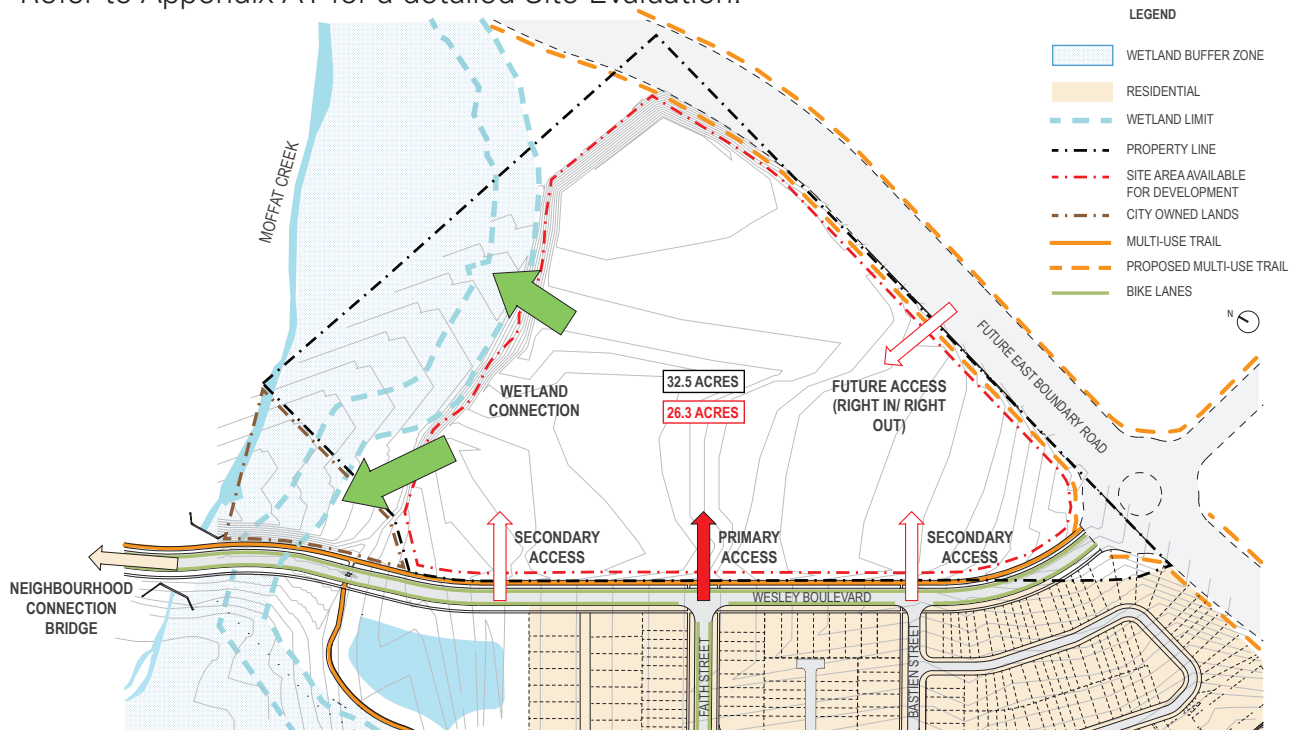 Refer to Appendix A1 for a detailed Site Evaluation.
LEGEND
WETLAND BUFFER ZONE
RESIDENTIAL
WETLAND LIMIT
PROPERTY LINE
SITE AREA AVAILABLE
FOR DEVELOPMENT
CITY OWNED LANDS
MULTI-USE TRAIL
PROPOSED MULTI-USE TRAIL
BIKE LANES
N
MOFFAT CREEK
FUTURE EAST BOUNDARY ROAD
WETLAND
CONNECTION
32.5 ACRES
26.3 ACRES
FUTURE ACCESS
(RIGHT IN/ RIGHT
OUT)
SECONDARY
ACCESS
PRIMARY
ACCESS
SECONDARY
ACCESS
NEIGHBOURHOOD
CONNECTION
BRIDGE
WESLEY BOULEVARD
FAITH STREET
BASTIEN STREET